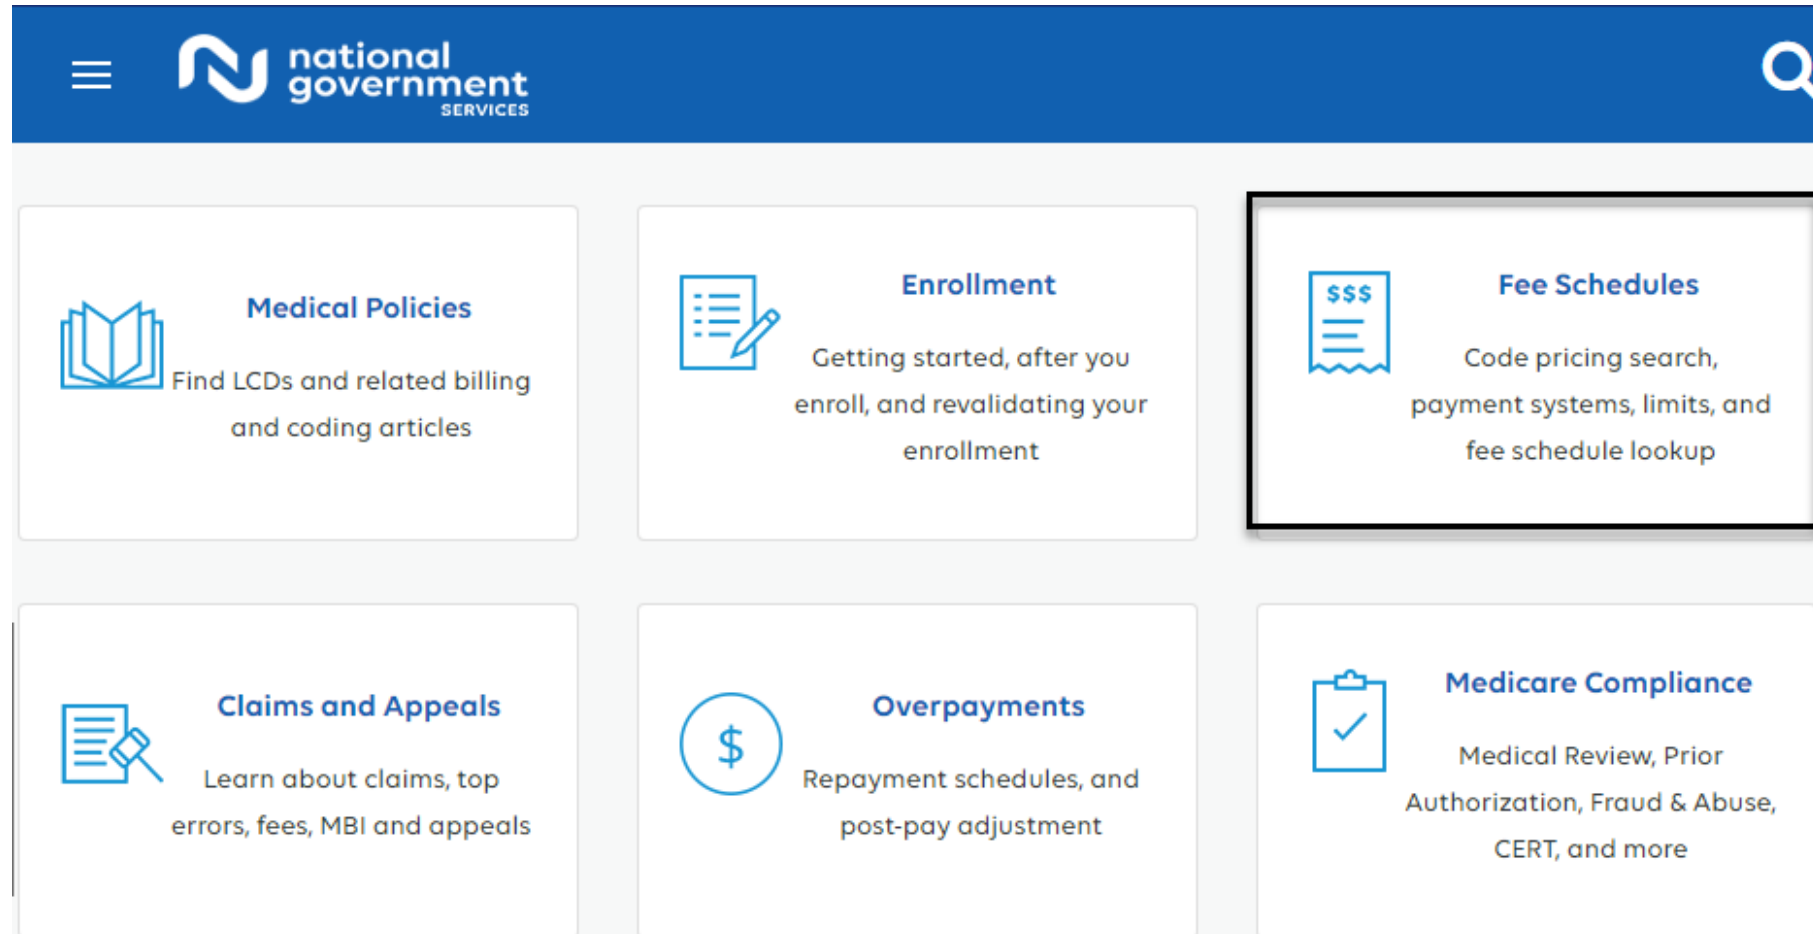 national
government
SERVICES
Medical Policies
Find LCDs and related billing
and coding articles
Enrollment
Getting started, after you
enroll, and revalidating your
enrollment
$$$
Fee Schedules
Code pricing search,
payment systems, limits, and
fee schedule lookup
Claims and Appeals
Learn about claims, top
errors, fees, MBI and appeals
$
Overpayments
Repayment schedules, and
post-pay adjustment
Medicare Compliance
Medical Review, Prior
Authorization, Fraud & Abuse,
CERT, and more